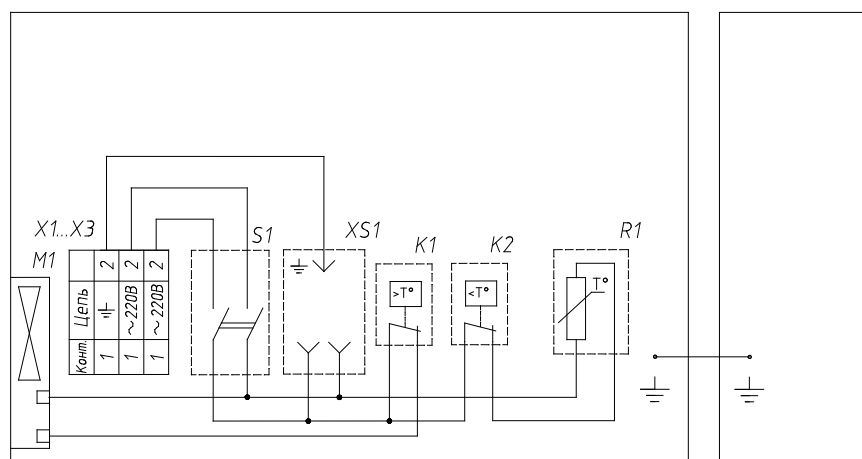 X1...X3
M1
S1
XS1
K1
K2
R1
Конт. Цепь
1 2
1 ~220В 2
1 ~220В 2
>T°
<T°
T°